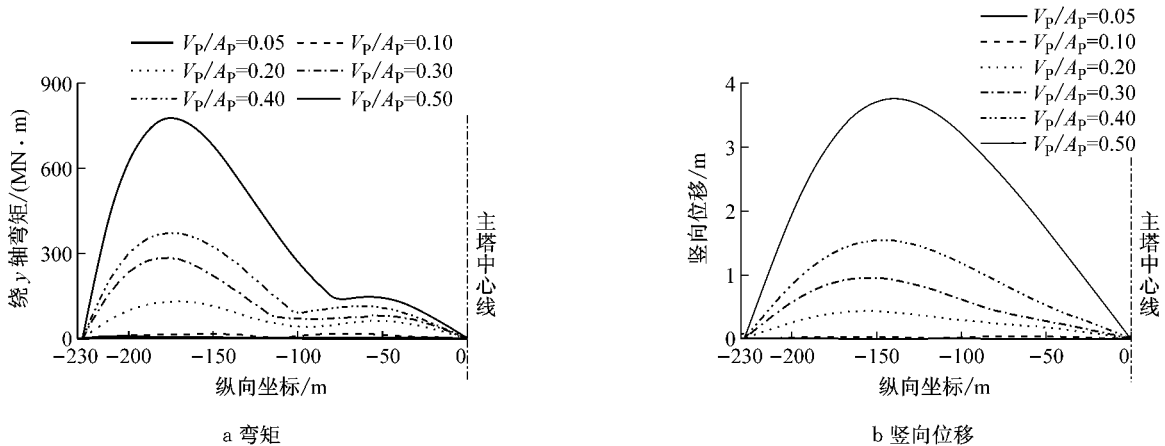 V_P/A_P=0.05 V_P/A_P=0.10
V_P/A_P=0.20 V_P/A_P=0.30
V_P/A_P=0.40 V_P/A_P=0.50
900
600
300
0
绕y轴弯矩/(MN·m)
-230 -200 -150 -100 -50 0
纵向坐标/m
主塔中心线
a 弯矩
V_P/A_P=0.05
V_P/A_P=0.10
V_P/A_P=0.20
V_P/A_P=0.30
V_P/A_P=0.40
V_P/A_P=0.50
4
3
2
1
0
竖向位移/m
-230 -200 -150 -100 -50 0
纵向坐标/m
主塔中心线
b 竖向位移